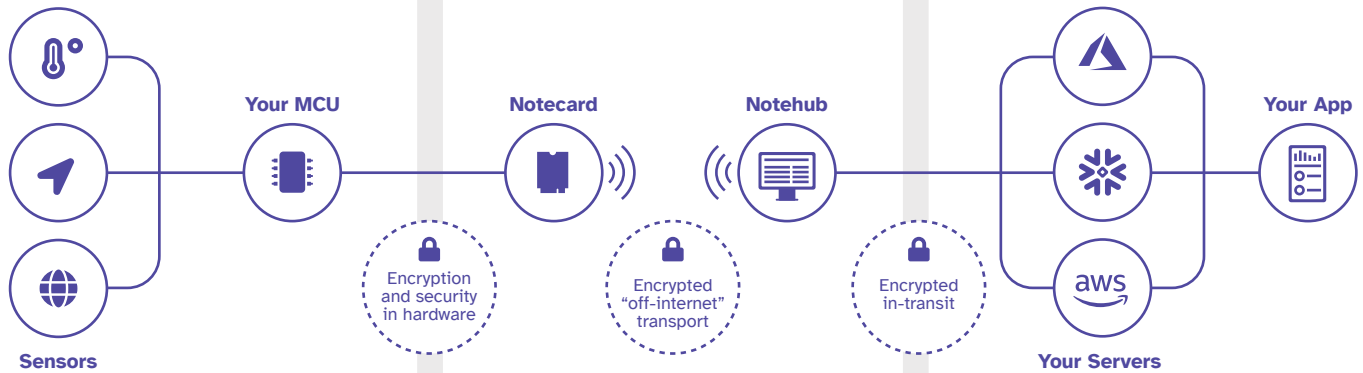 Your MCU
Notecard
Notehub
Your App
Encryption
and security
in hardware
Encrypted
“off-internet”
transport
Encrypted
in-transit
aws
Sensors
Your Servers